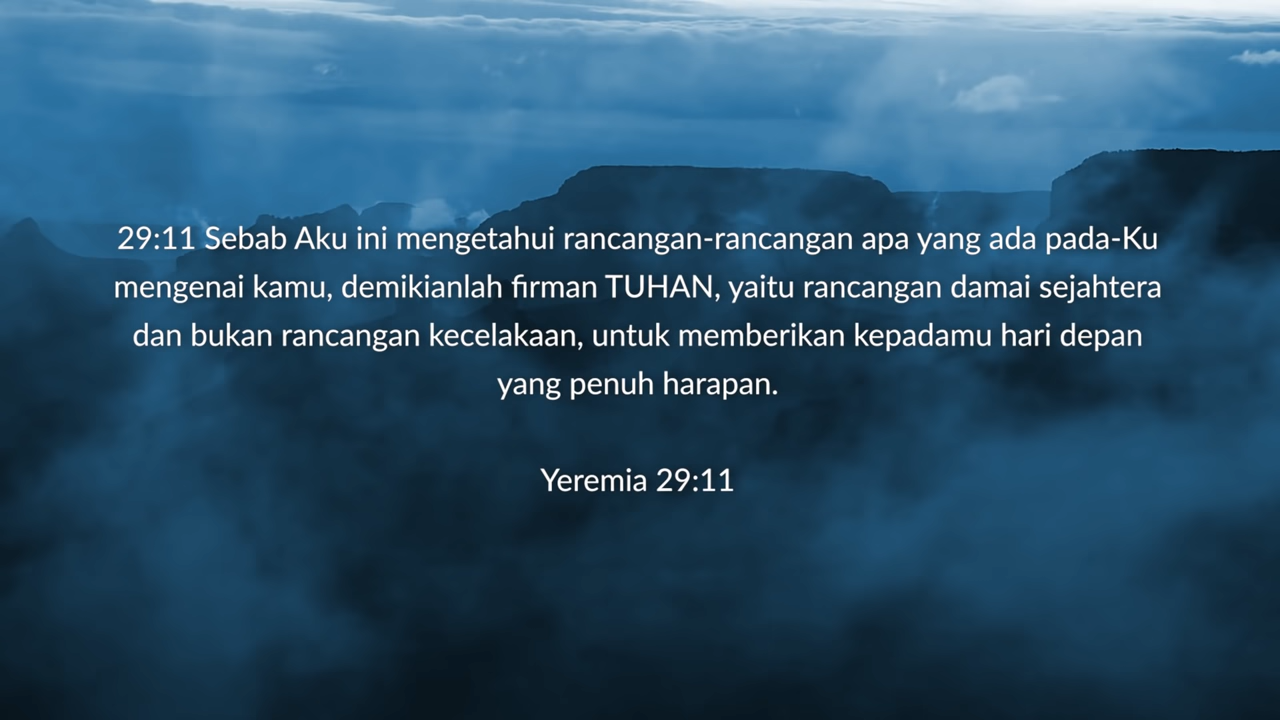 29:11 Sebab Aku ini mengetahui rancangan-rancangan apa yang ada pada-Ku
mengenai kamu, demikianlah firman TUHAN, yaitu rancangan damai sejahtera
dan bukan rancangan kecelakaan, untuk memberikan kepadamu hari depan
yang penuh harapan.
Yeremia 29:11